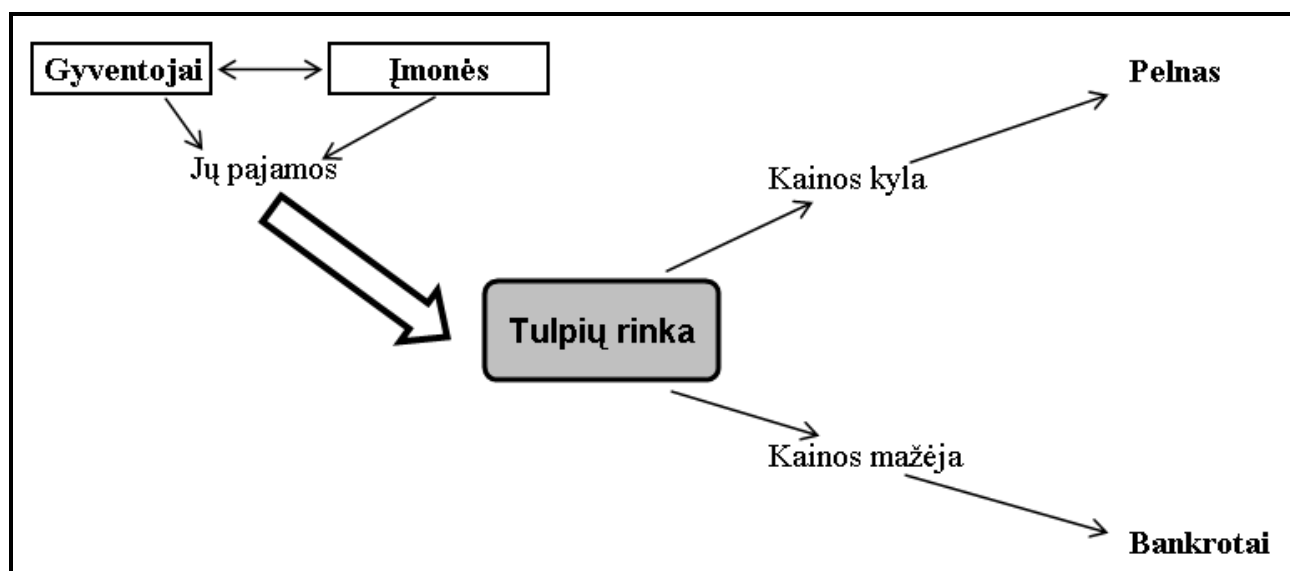 Gyventojai
Įmonės
Pelnas
Jų pajamos
Kainos kyla
Tulpių rinka
Kainos mažėja
Bankrotai